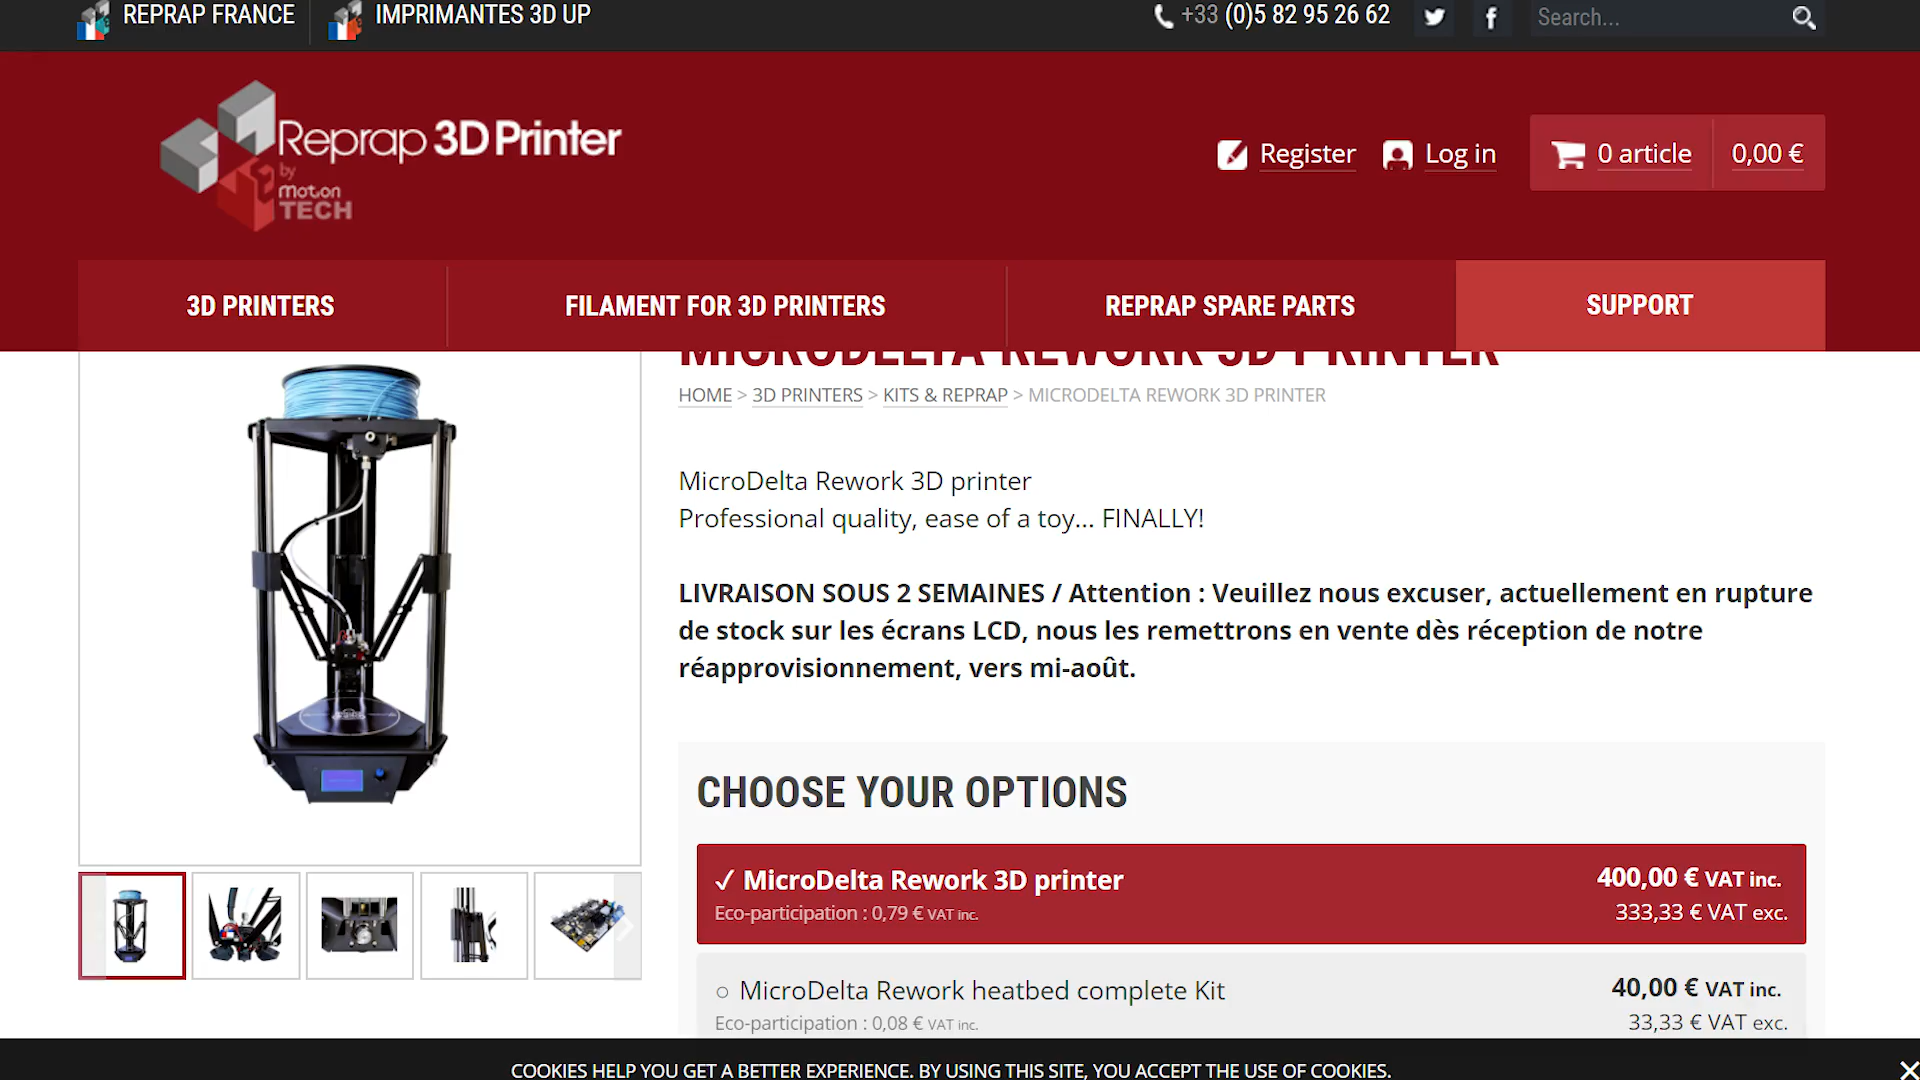 REPRAP FRANCE
IMPRIMANTES 3D UP
+33 (0)5 82 95 26 62
Search...
Reprap 3D Printer
by
Motion
TECH
Register
Log in
0 article
0,00 €
3D PRINTERS
FILAMENT FOR 3D PRINTERS
REPRAP SPARE PARTS
SUPPORT
MICRODELTA REWORK 3D PRINTER
HOME > 3D PRINTERS > KITS & REPRAP > MICRODELTA REWORK 3D PRINTER
MicroDelta Rework 3D printer
Professional quality, ease of a toy... FINALLY!
LIVRAISON SOUS 2 SEMAINES / Attention : Veuillez nous excuser, actuellement en rupture
de stock sur les écrans LCD, nous les remettrons en vente dès réception de notre
réapprovisionnement, vers mi-août.
CHOOSE YOUR OPTIONS
✓ MicroDelta Rework 3D printer
400,00 € VAT inc.
Eco-participation : 0,79 € VAT inc.
333,33 € VAT exc.
MicroDelta Rework heatbed complete Kit
40,00 € VAT inc.
Eco-participation : 0,08 € VAT inc.
33,33 € VAT exc.
COOKIES HELP YOU GET A BETTER EXPERIENCE. BY USING THIS SITE, YOU ACCEPT THE USE OF COOKIES.